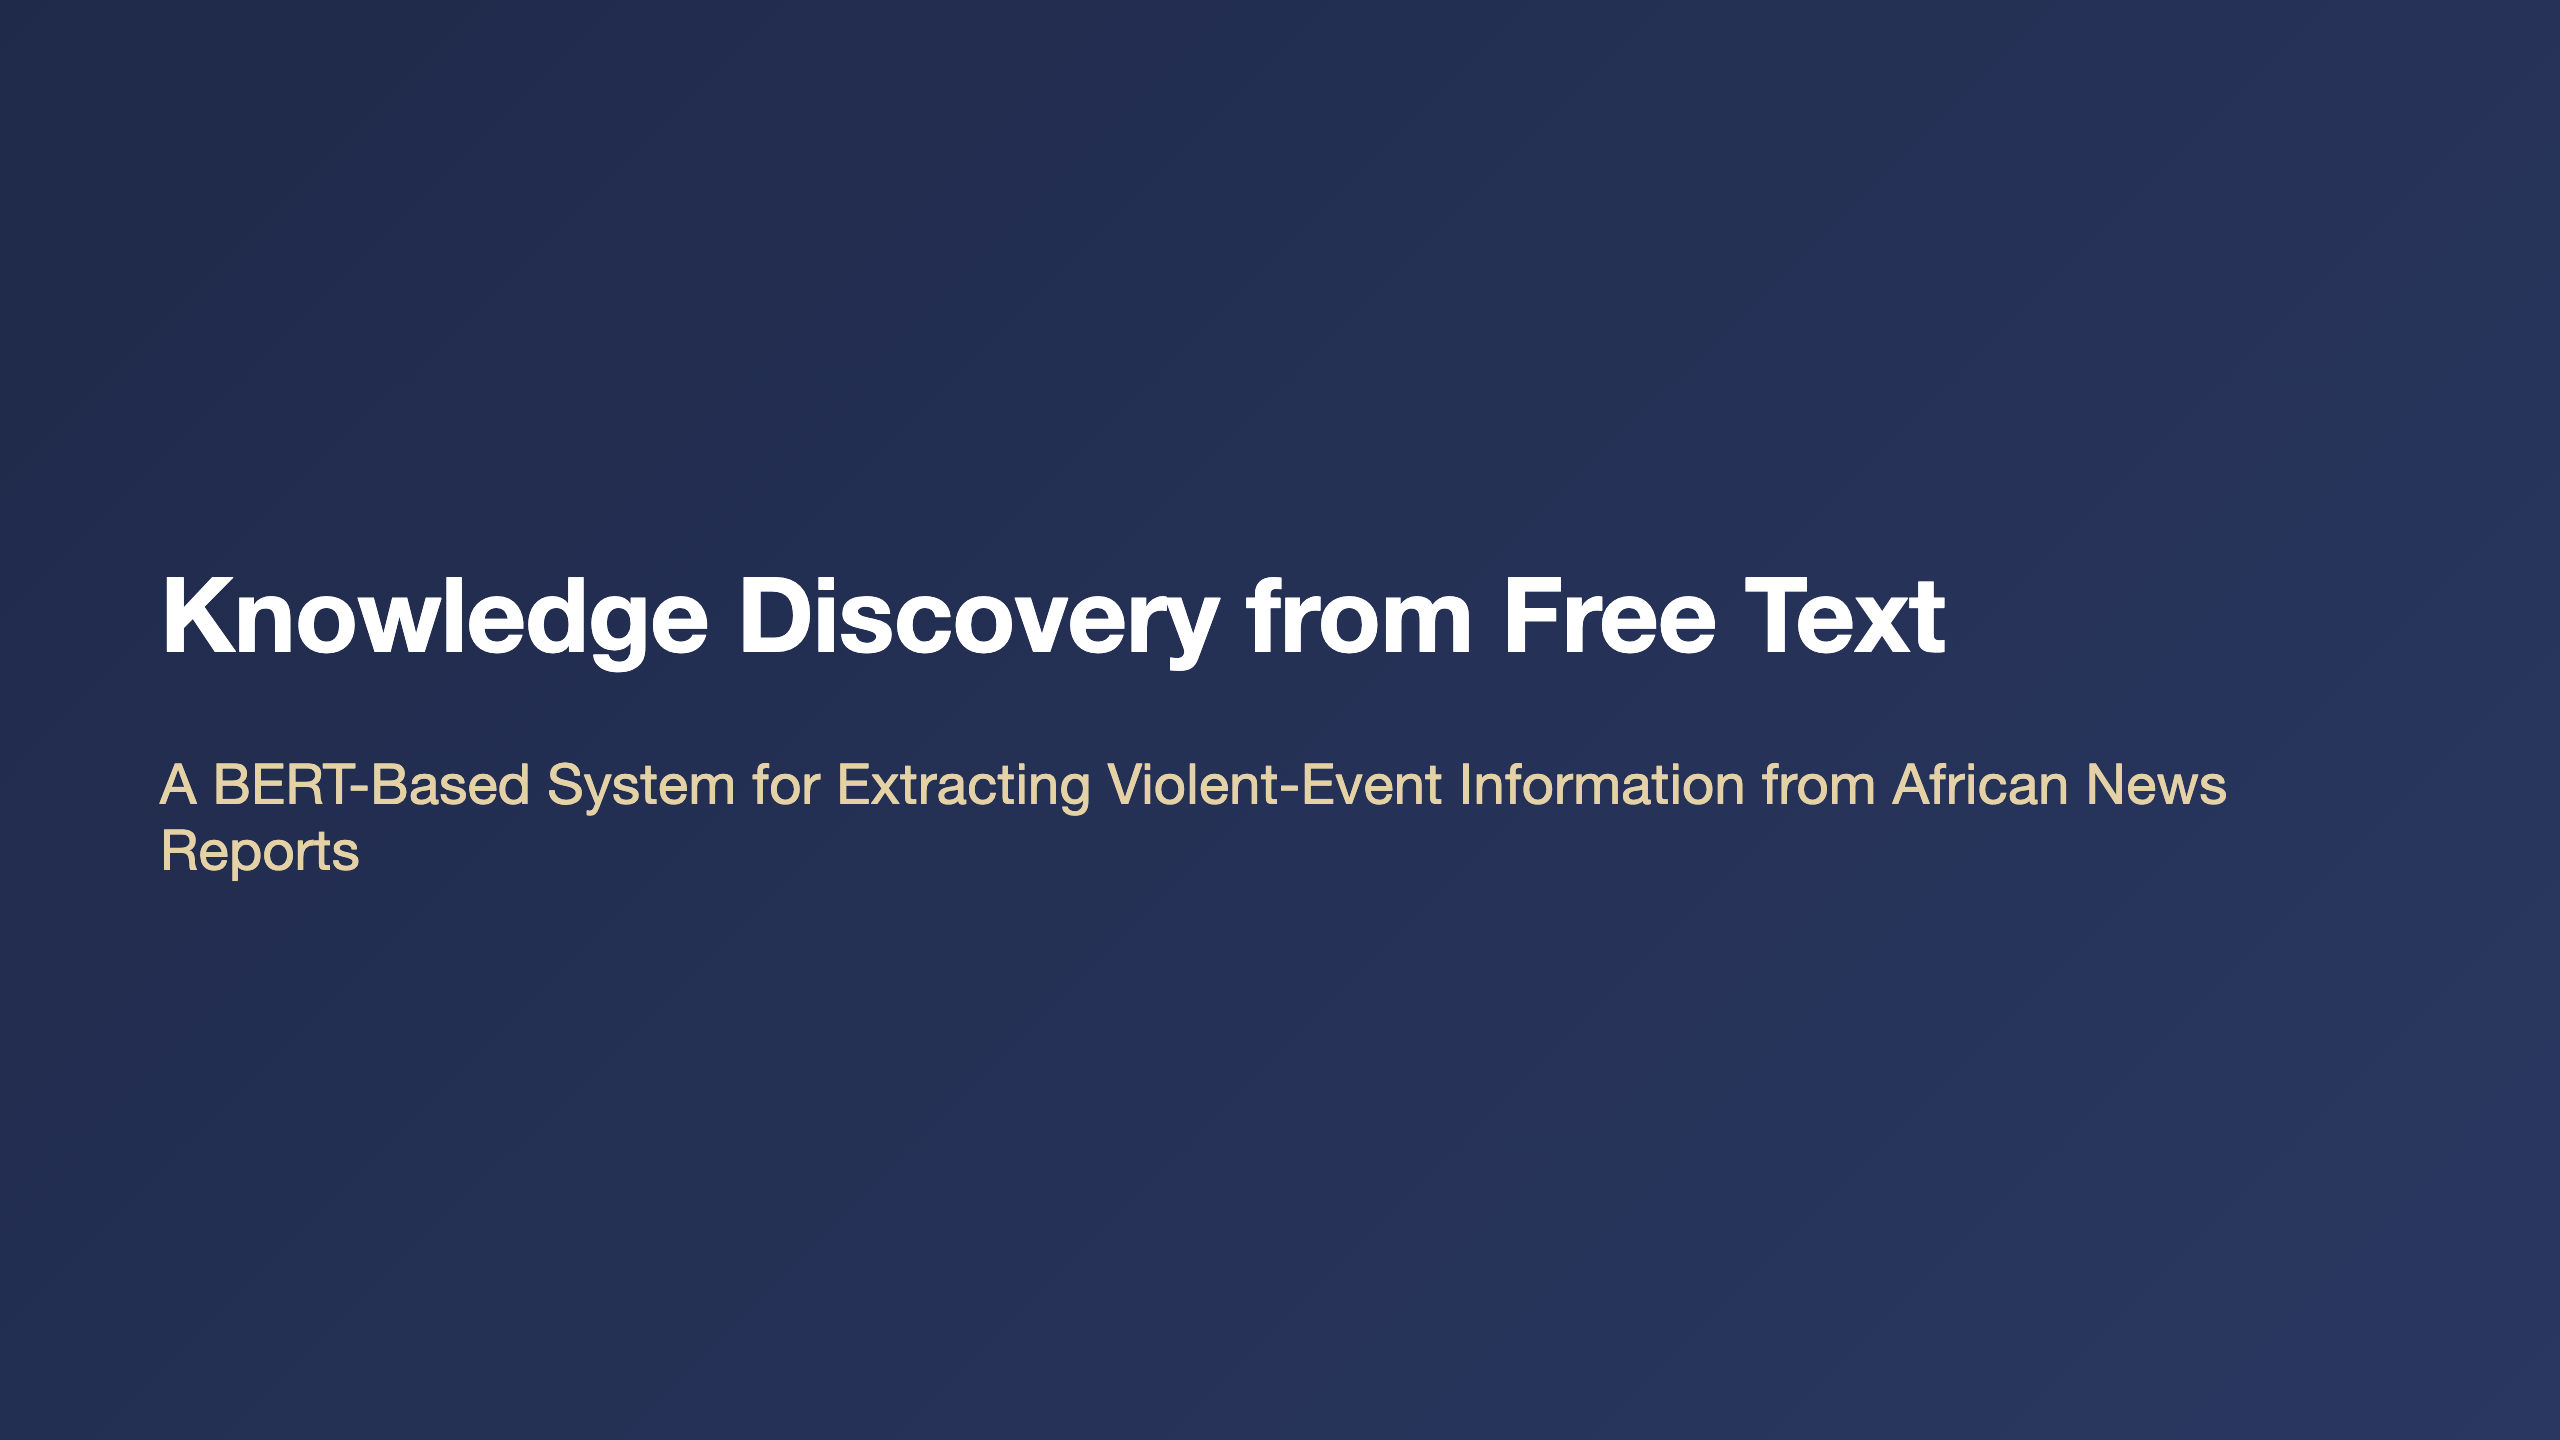 Knowledge Discovery from Free Text
A BERT-Based System for Extracting Violent-Event Information from African News
Reports